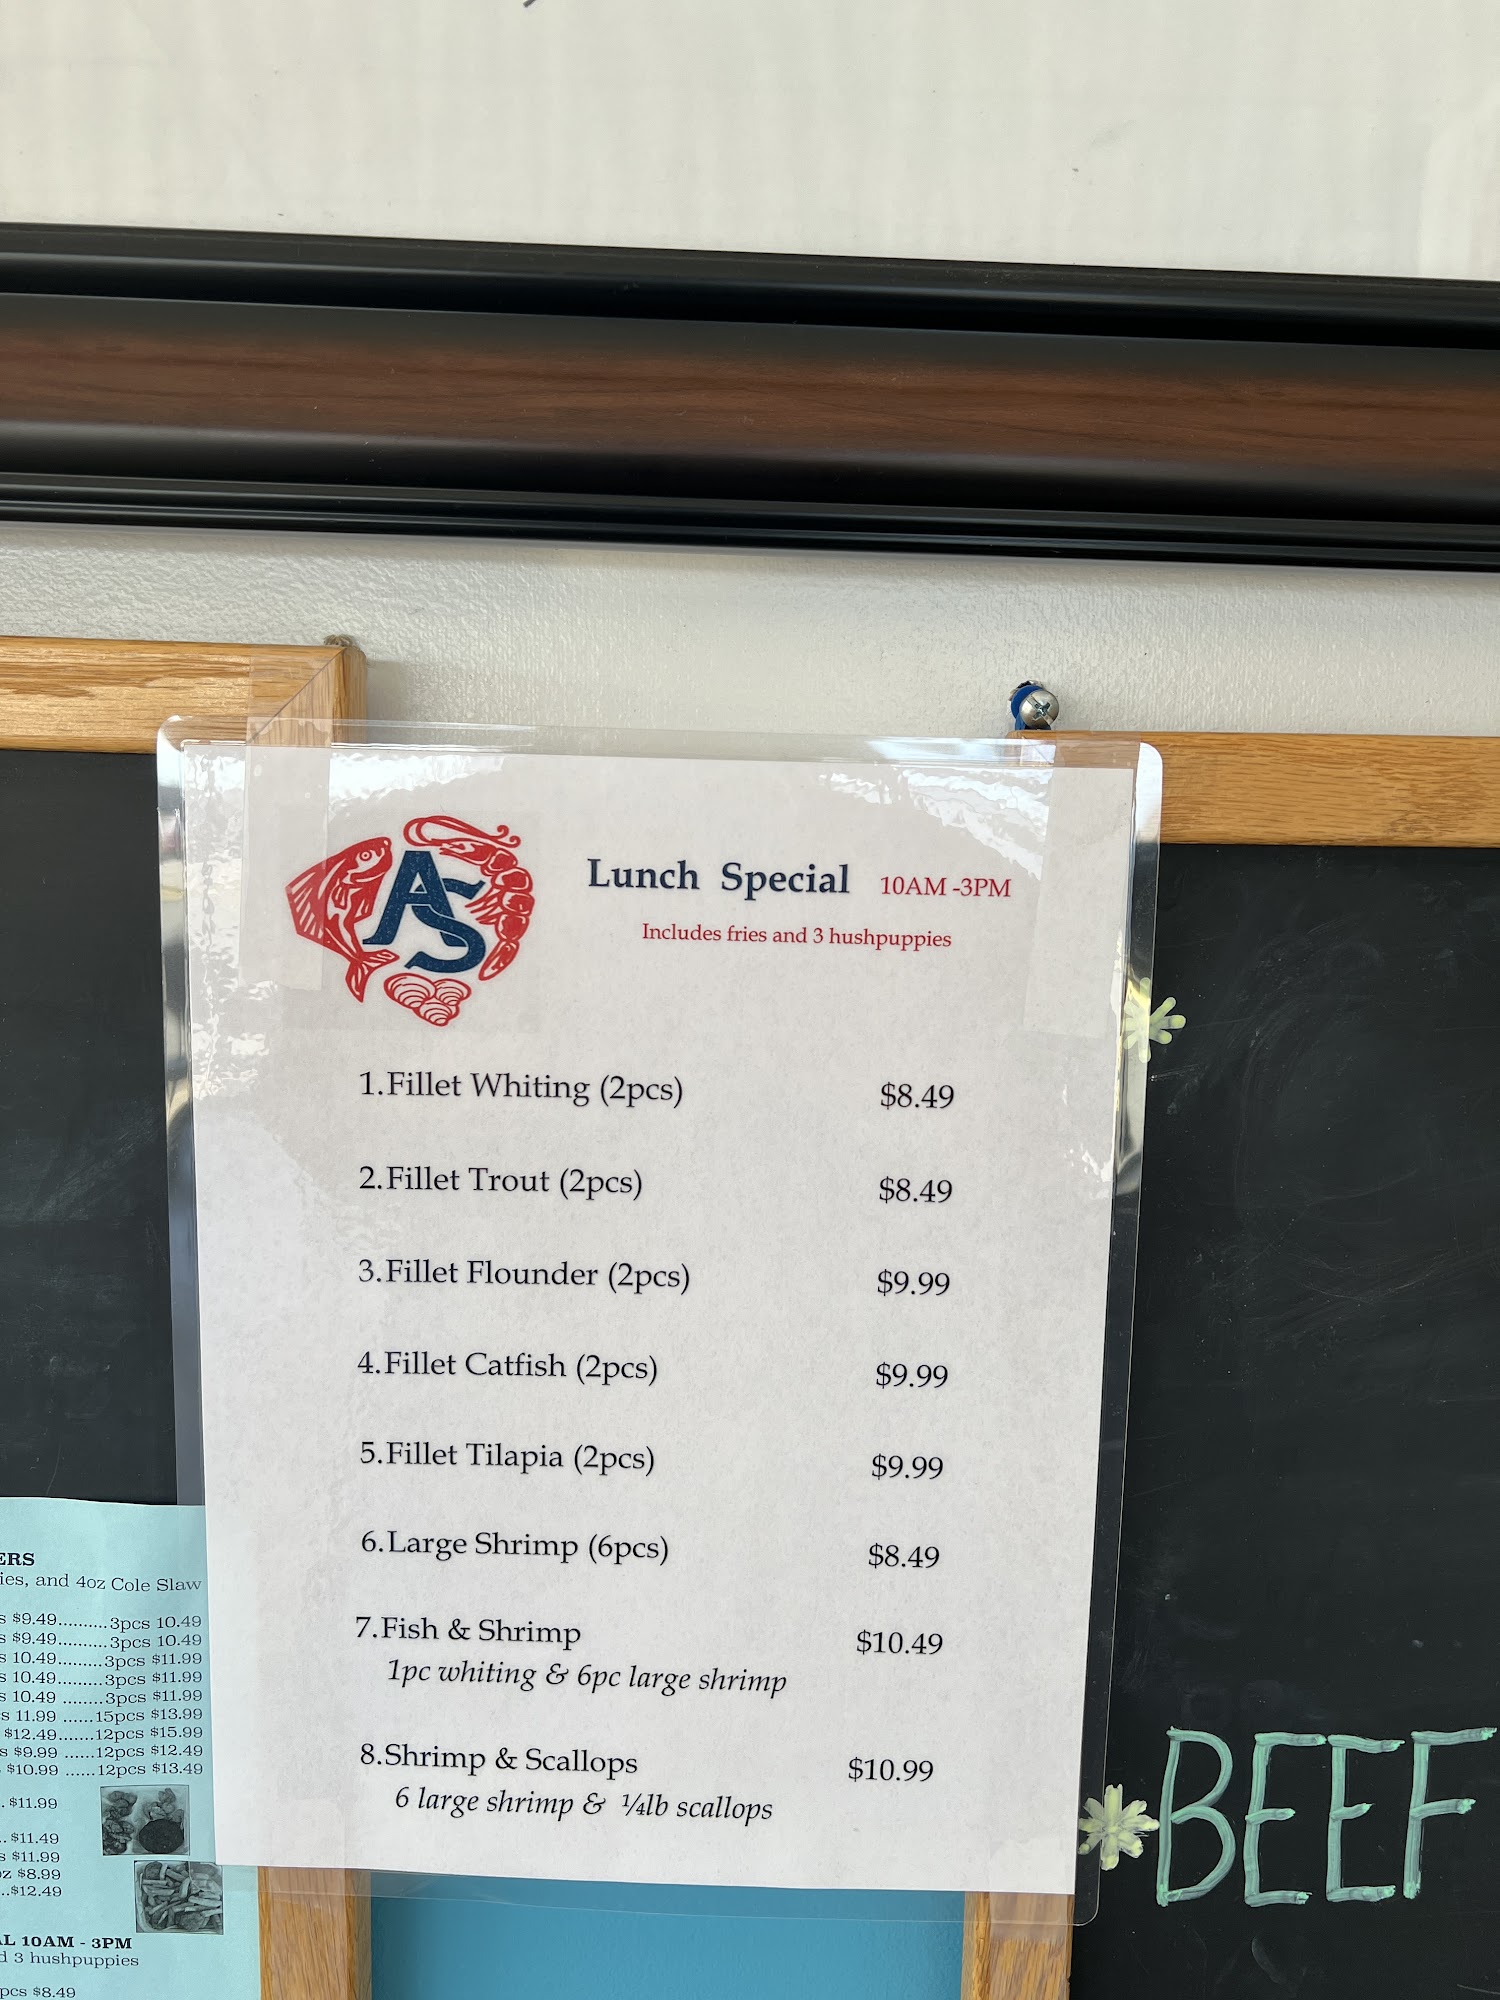 AS
Lunch Special 10AM -3PM
Includes fries and 3 hushpuppies
1.Fillet Whiting (2pcs) $8.49
2.Fillet Trout (2pcs) $8.49
3.Fillet Flounder (2pcs) $9.99
4.Fillet Catfish (2pcs) $9.99
5.Fillet Tilapia (2pcs) $9.99
6.Large Shrimp (6pcs) $8.49
7.Fish & Shrimp $10.49
1pc whiting & 6pc large shrimp
8.Shrimp & Scallops $10.99
6 large shrimp & ¼lb scallops
ERS
ies, and 4oz Cole Slaw
s $9.49..........3pcs 10.49
s $9.49..........3pcs 10.49
s 10.49.........3pcs $11.99
s 10.49.........3pcs $11.99
s 10.49 ........3pcs $11.99
s 11.99 ......15pcs $13.99
$12.49.......12pcs $15.99
s $9.99 ......12pcs $12.49
$10.99 ......12pcs $13.49
. $11.99
.. $11.49
s $11.99
oz $8.99
..$12.49
AL 10AM - 3PM
d 3 hushpuppies
pcs $8.49
BEEF